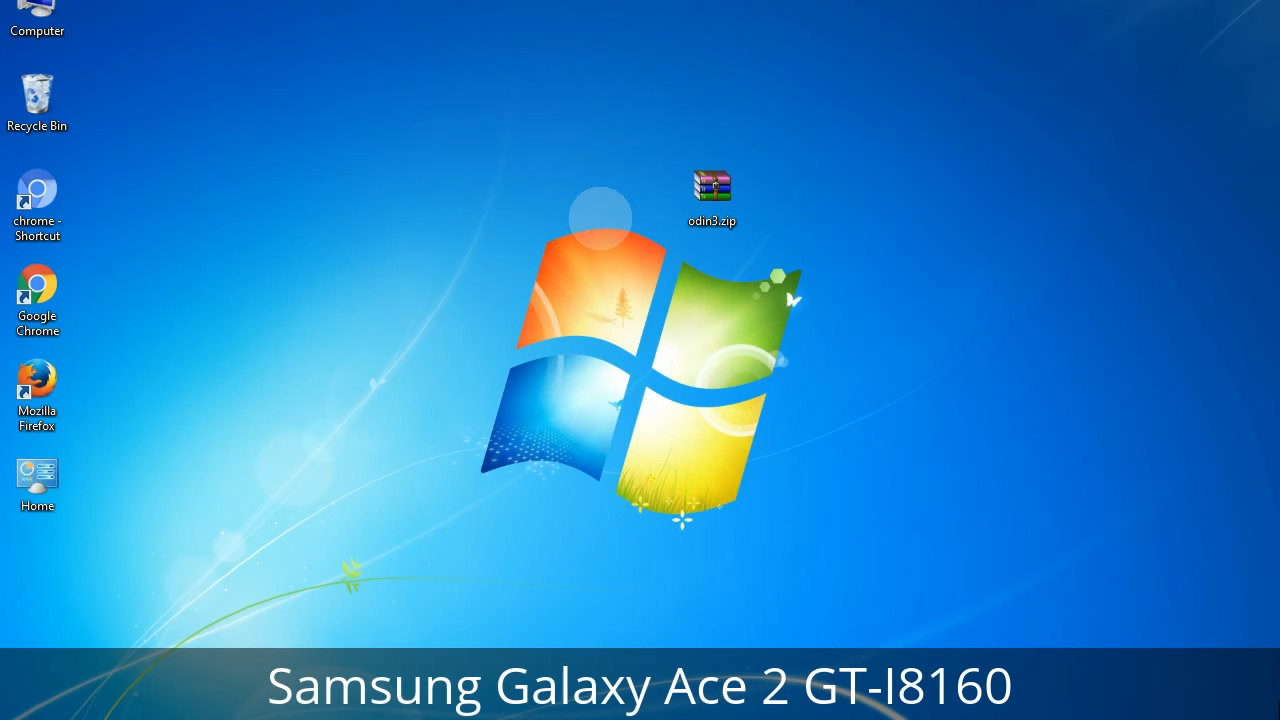 Computer
Recycle Bin
chrome -
Shortcut
Google
Chrome
Mozilla
Firefox
Home
odin3.zip
Samsung Galaxy Ace 2 GT-I8160